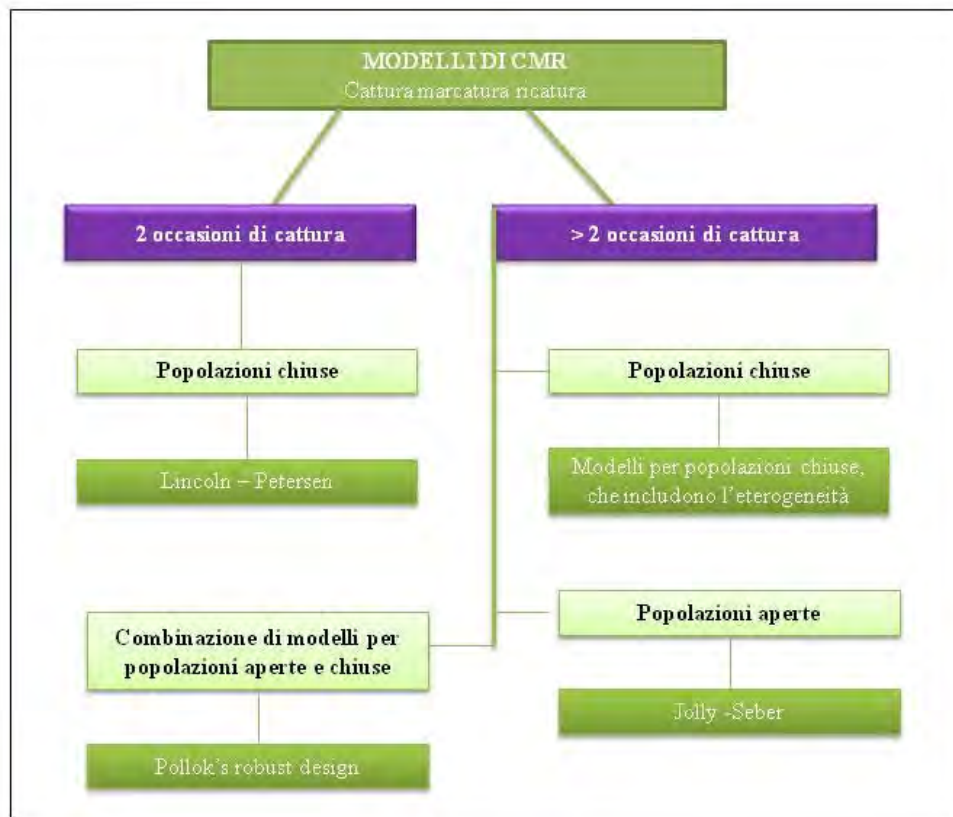 MODELLI DI CMR
Cattura marcatura ricatura
2 occasioni di cattura
> 2 occasioni di cattura
Popolazioni chiuse
Popolazioni chiuse
Lincoln – Petersen
Modelli per popolazioni chiuse,
che includono l'eterogeneità
Combinazione di modelli per
popolazioni aperte e chiuse
Popolazioni aperte
Jolly -Seber
Pollok's robust design